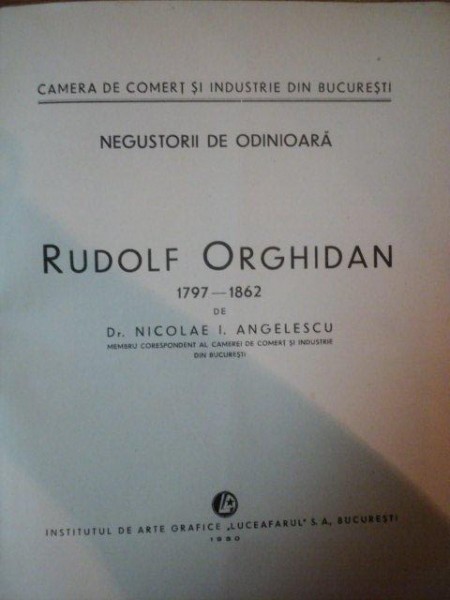 CAMERA DE COMERȚ ȘI INDUSTRIE DIN BUCUREȘTI
NEGUSTORII DE ODINIOARĂ
RUDOLF ORGHIDAN
1797—1862
DE
Dr. NICOLAE I. ANGELESCU
MEMBRU CORESPONDENT AL CAMEREI DE COMERȚ ȘI INDUSTRIE
DIN BUCUREȘTI
INSTITUTUL DE ARTE GRAFICE „LUCEAFARUL" S. A., BUCUREȘTI